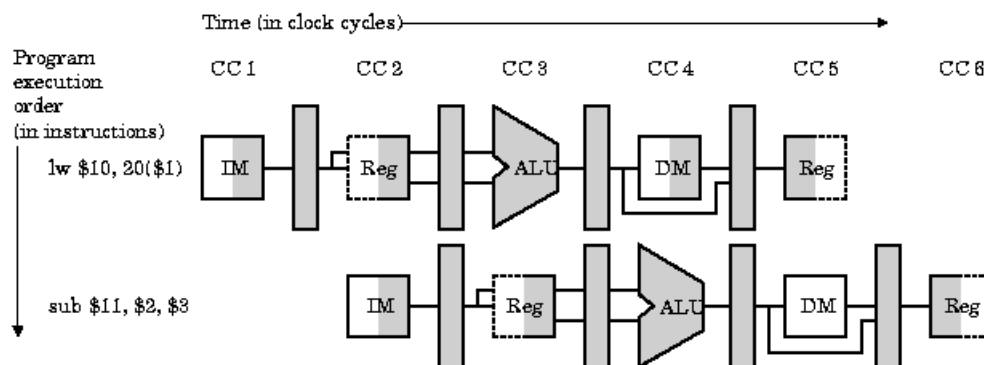 Time (in clock cycles)
Program
execution
order
(in instructions)
CC 1 CC 2 CC 3 CC 4 CC 5 CC 6
lw $10, 20($1)
IM Reg ALU DM Reg
sub $11, $2, $3
IM Reg ALU DM Reg